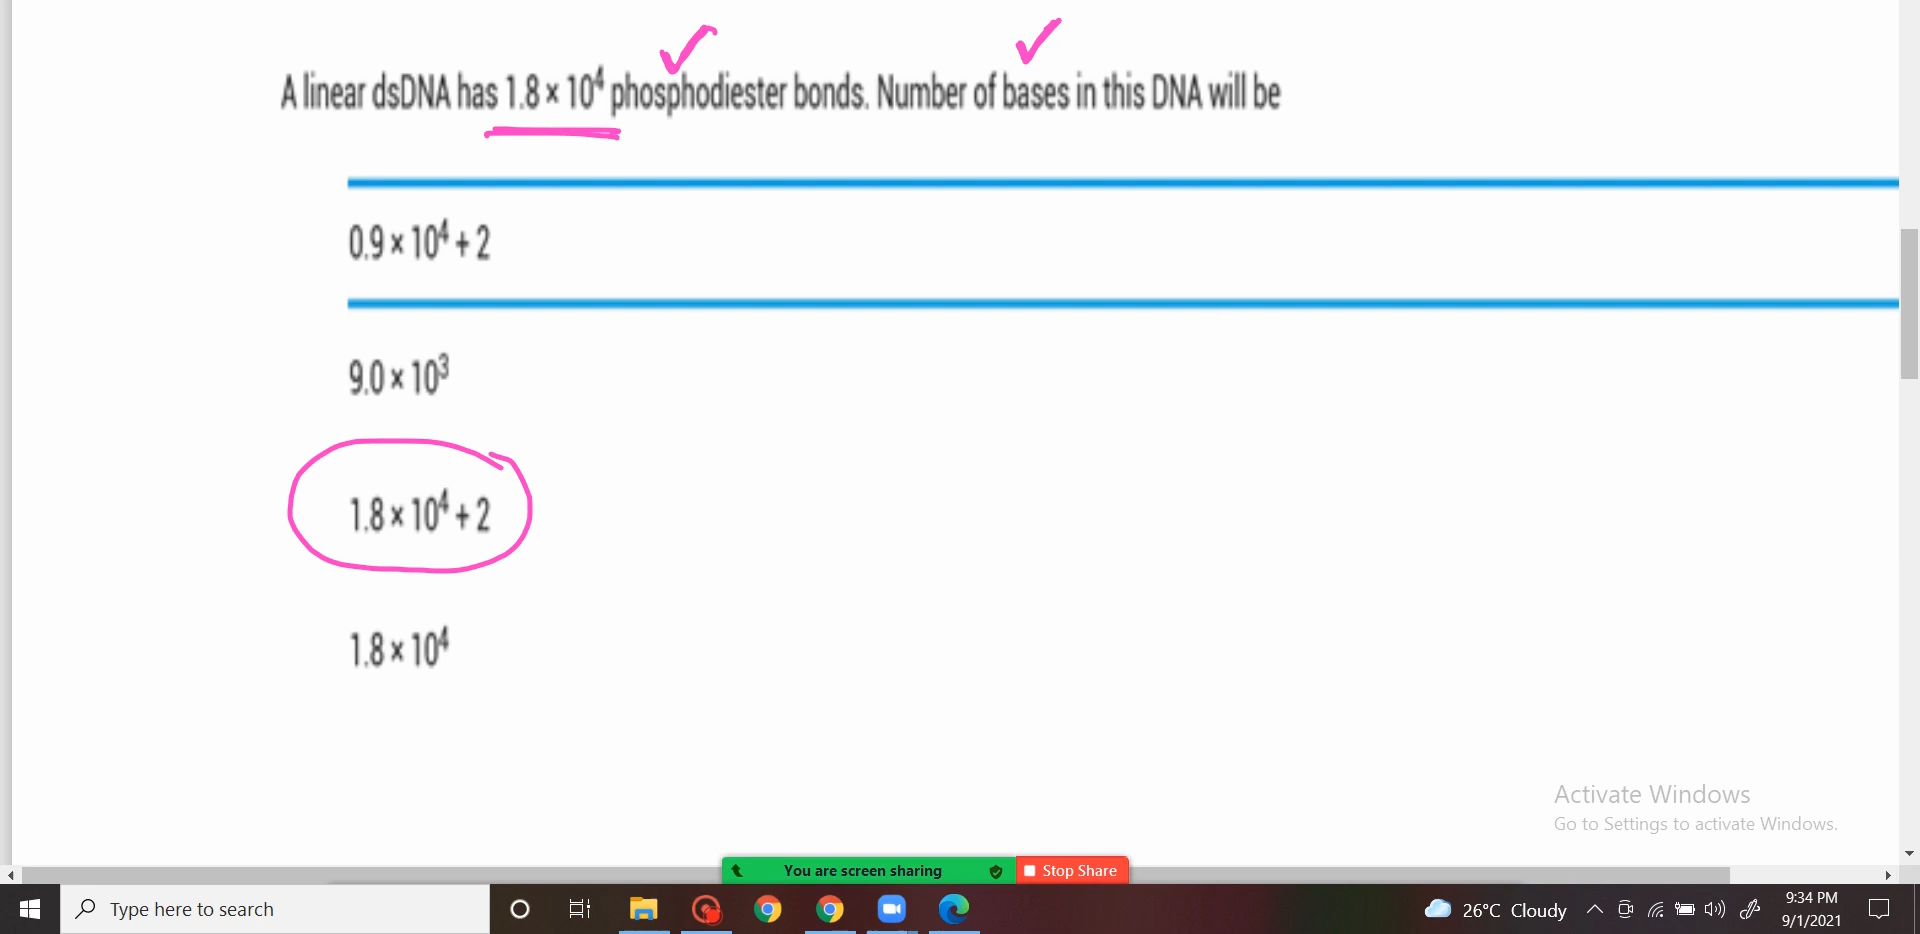 A linear dsDNA has 1.8 × 10⁴ phosphodiester bonds. Number of bases in this DNA will be
0.9 × 10⁴ + 2
9.0 × 10³
1.8 × 10⁴ + 2
1.8 × 10⁴
Activate Windows
Go to Settings to activate Windows.
You are screen sharing
Stop Share
Type here to search
26°C Cloudy
9:34 PM
9/1/2021